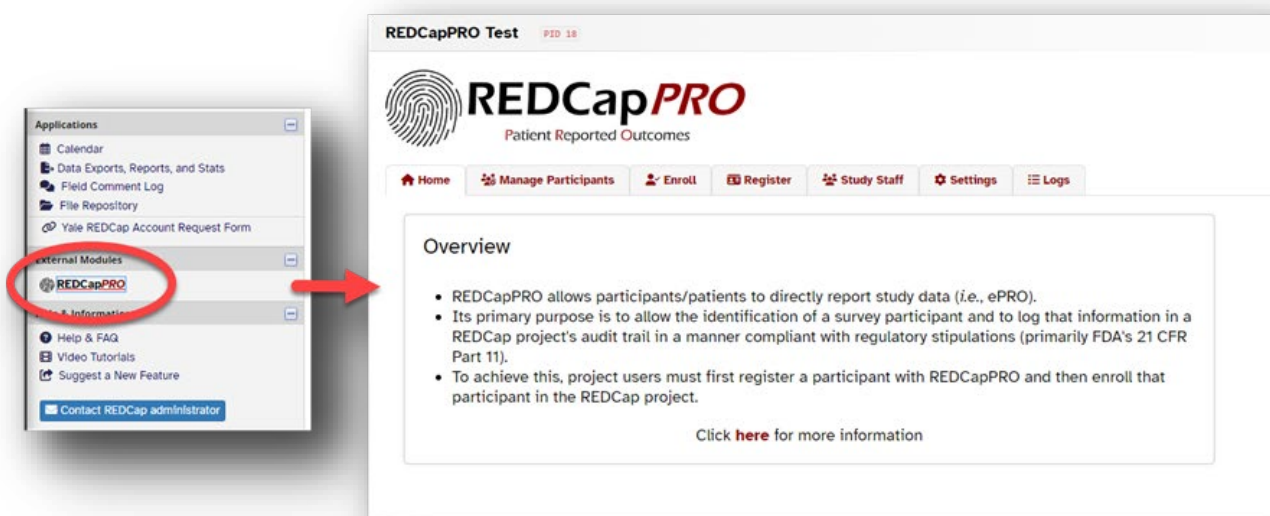 Applications
Calendar
Data Exports, Reports, and Stats
Field Comment Log
File Repository
Yale REDCap Account Request Form
External Modules
REDCapPRO
& Information
Help & FAQ
Video Tutorials
Suggest a New Feature
Contact REDCap administrator
REDCapPRO Test PID 18
REDCapPRO
Patient Reported Outcomes
Home Manage Participants Enroll Register Study Staff Settings Logs
Overview
• REDCapPRO allows participants/patients to directly report study data (i.e., ePRO).
• Its primary purpose is to allow the identification of a survey participant and to log that information in a
REDCap project's audit trail in a manner compliant with regulatory stipulations (primarily FDA's 21 CFR
Part 11).
• To achieve this, project users must first register a participant with REDCapPRO and then enroll that
participant in the REDCap project.
Click here for more information